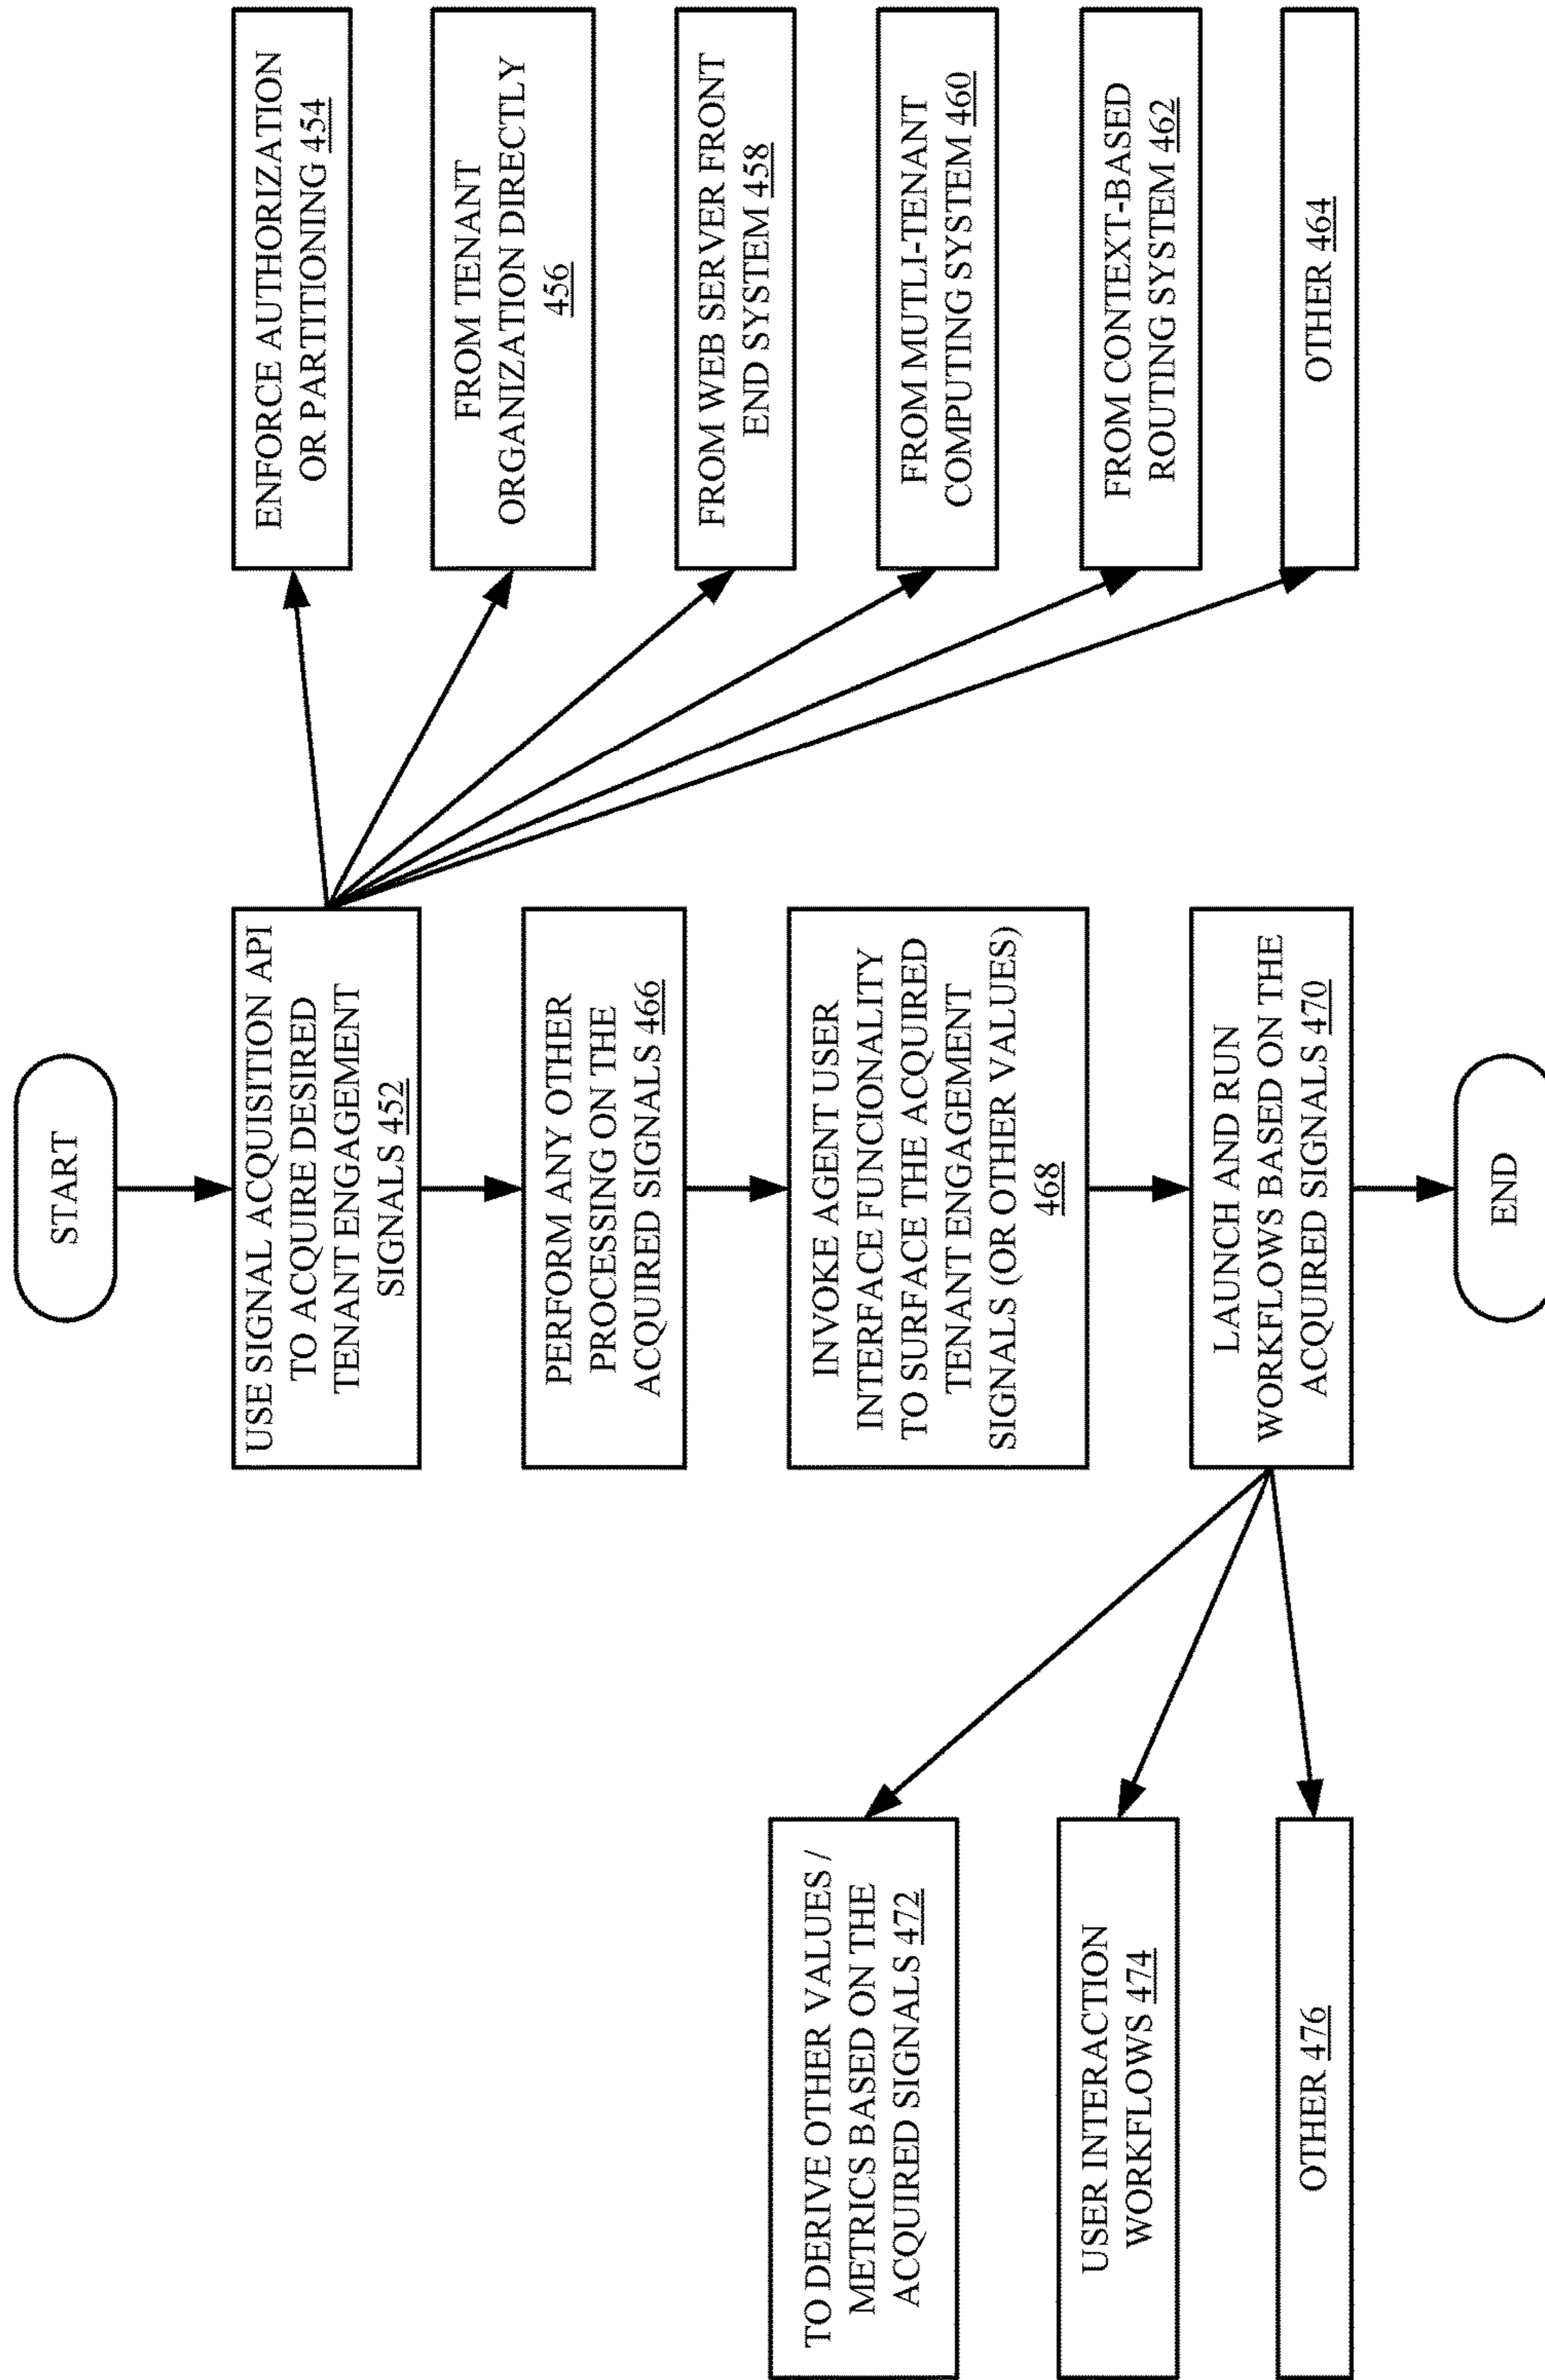 START
USE SIGNAL ACQUISITION API
TO ACQUIRE DESIRED
TENANT ENGAGEMENT
SIGNALS 452
ENFORCE AUTHORIZATION
OR PARTITIONING 454
FROM TENANT
ORGANIZATION DIRECTLY
456
FROM WEB SERVER FRONT
END SYSTEM 458
FROM MUTLI-TENANT
COMPUTING SYSTEM 460
FROM CONTEXT-BASED
ROUTING SYSTEM 462
OTHER 464
PERFORM ANY OTHER
PROCESSING ON THE
ACQUIRED SIGNALS 466
INVOKE AGENT USER
INTERFACE FUNCIONALITY
TO SURFACE THE ACQUIRED
TENANT ENGAGEMENT
SIGNALS (OR OTHER VALUES)
468
LAUNCH AND RUN
WORKFLOWS BASED ON THE
ACQUIRED SIGNALS 470
TO DERIVE OTHER VALUES /
METRICS BASED ON THE
ACQUIRED SIGNALS 472
USER INTERACTION
WORKFLOWS 474
OTHER 476
END